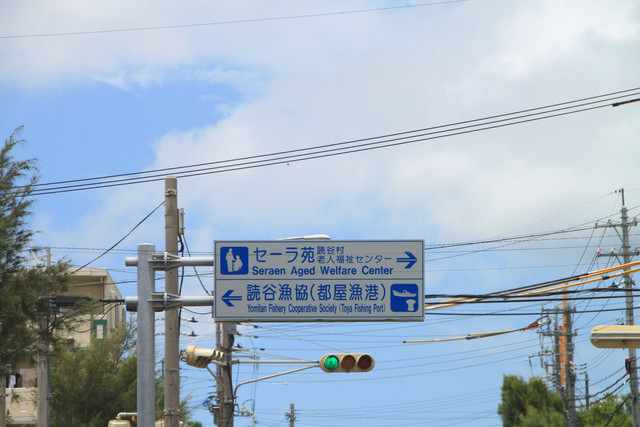 セーラ苑 読谷村
老人福祉センター
Seraen Aged Welfare Center
読谷漁協(都屋漁港)
Yomitan Fishery Cooperative Society (Toya Fishing Port)